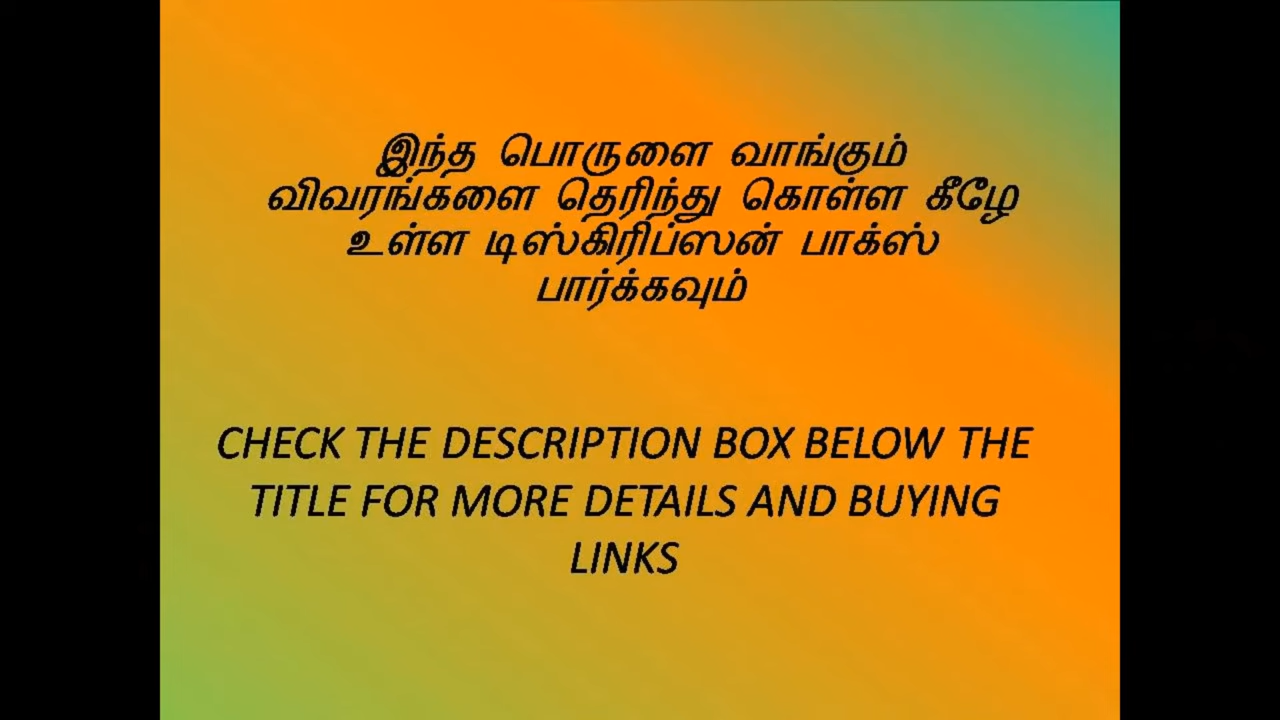 இந்த பொருளை வாங்கும்
விவரங்களை தெரிந்து கொள்ள கீழே
உள்ள டிஸ்கிரிப்ஸன் பாக்ஸ்
பார்க்கவும்
CHECK THE DESCRIPTION BOX BELOW THE
TITLE FOR MORE DETAILS AND BUYING
LINKS